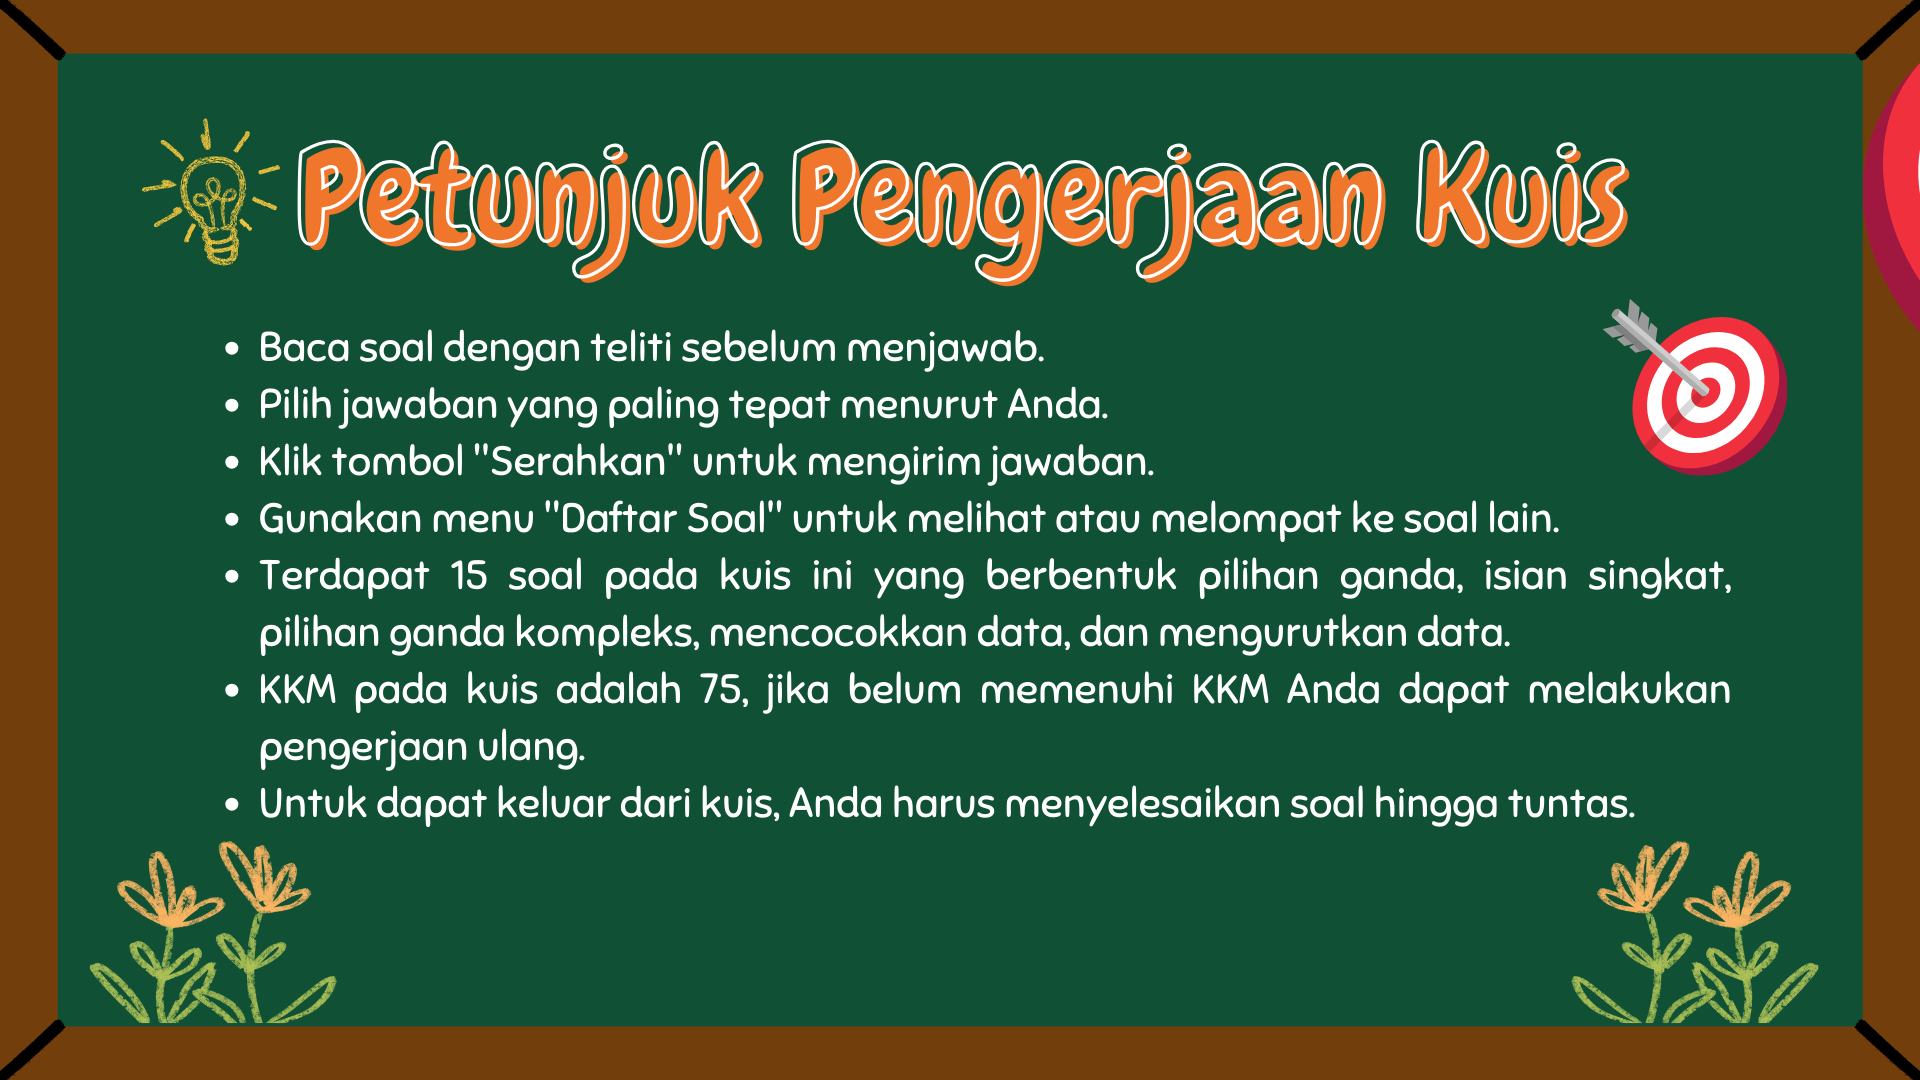 Petunjuk Pengerjaan Kuis
• Baca soal dengan teliti sebelum menjawab.
• Pilih jawaban yang paling tepat menurut Anda.
• Klik tombol "Serahkan" untuk mengirim jawaban.
• Gunakan menu "Daftar Soal" untuk melihat atau melompat ke soal lain.
• Terdapat 15 soal pada kuis ini yang berbentuk pilihan ganda, isian singkat,
pilihan ganda kompleks, mencocokkan data, dan mengurutkan data.
• KKM pada kuis adalah 75, jika belum memenuhi KKM Anda dapat melakukan
pengerjaan ulang.
• Untuk dapat keluar dari kuis, Anda harus menyelesaikan soal hingga tuntas.